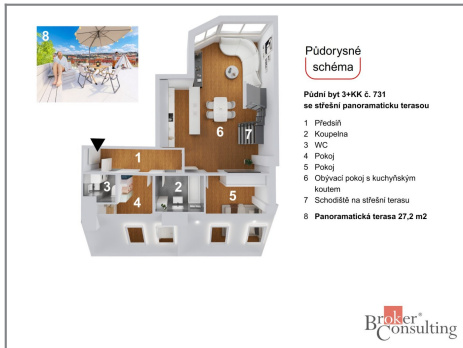 8
Půdorysné
schéma
Půdní byt 3+KK č. 731
se střešní panoramaticku terasou
1 Předsíň
2 Koupelna
3 WC
4 Pokoj
5 Pokoj
6 Obývací pokoj s kuchyňským
koutem
7 Schodiště na střešní terasu
8 Panoramatická terasa 27,2 m2
6
7
1
3
4
2
5
Broker®
Consulting